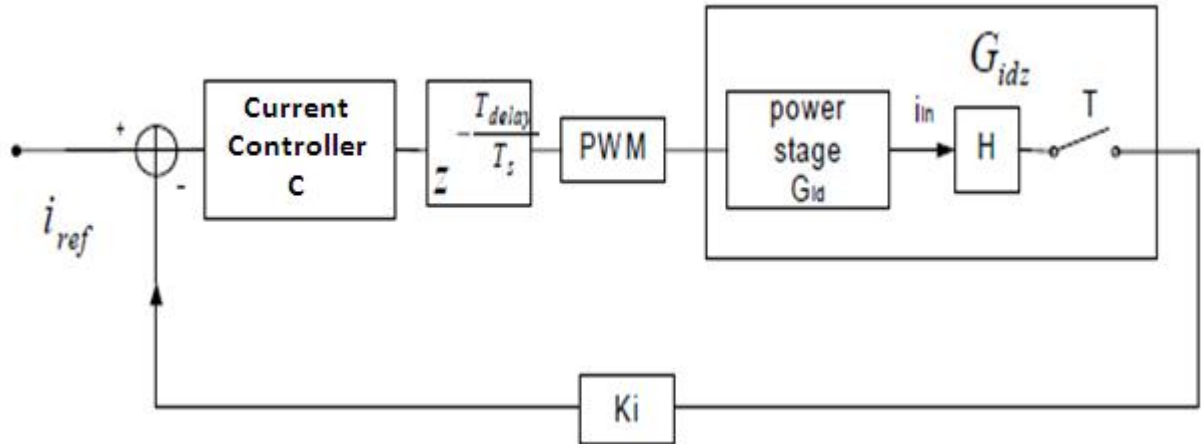 G_idz
Current
Controller
C
z
-T_delay/T_s
PWM
power
stage
G_Id
i_in
H
T
+
-
i_ref
Ki